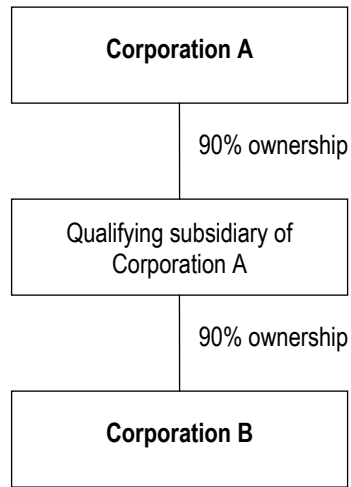 Corporation A
90% ownership
Qualifying subsidiary of
Corporation A
90% ownership
Corporation B